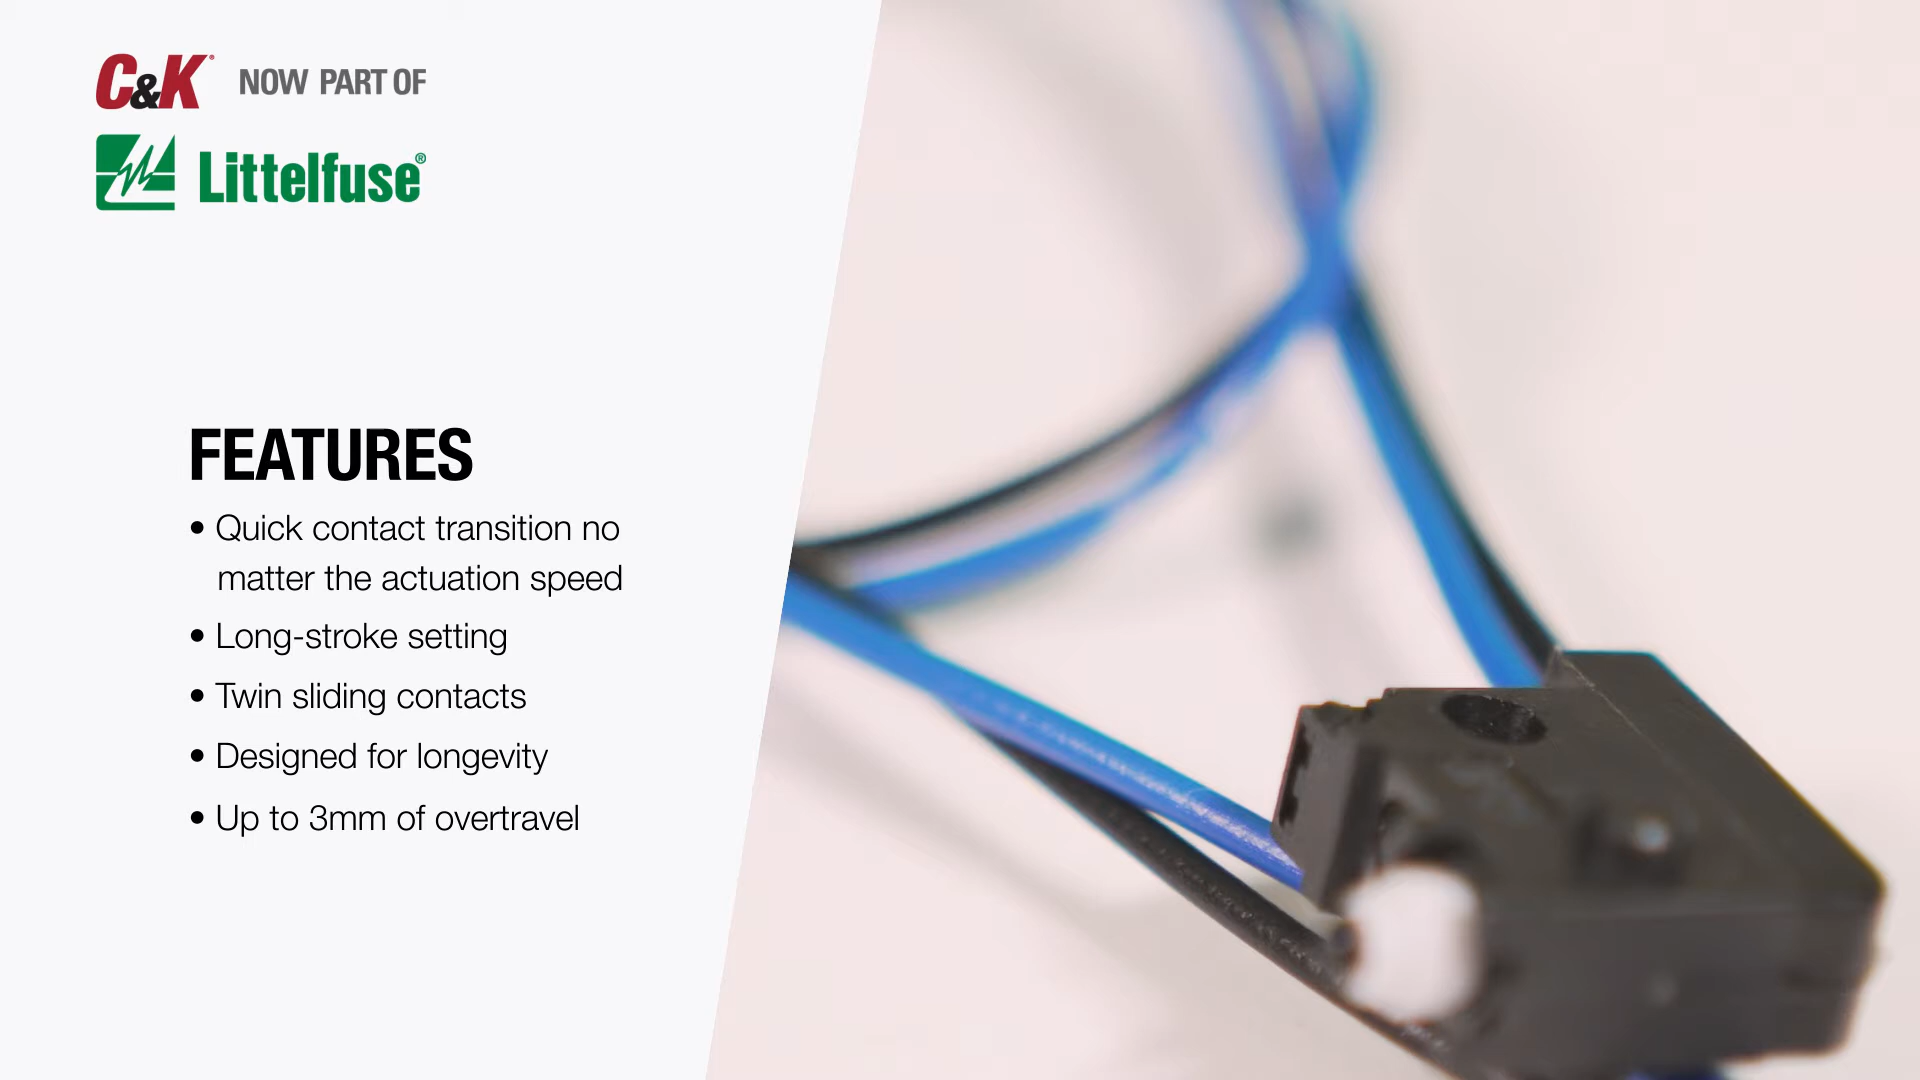 C&K® NOW PART OF
Littelfuse®
FEATURES
• Quick contact transition no
matter the actuation speed
• Long-stroke setting
• Twin sliding contacts
• Designed for longevity
• Up to 3mm of overtravel